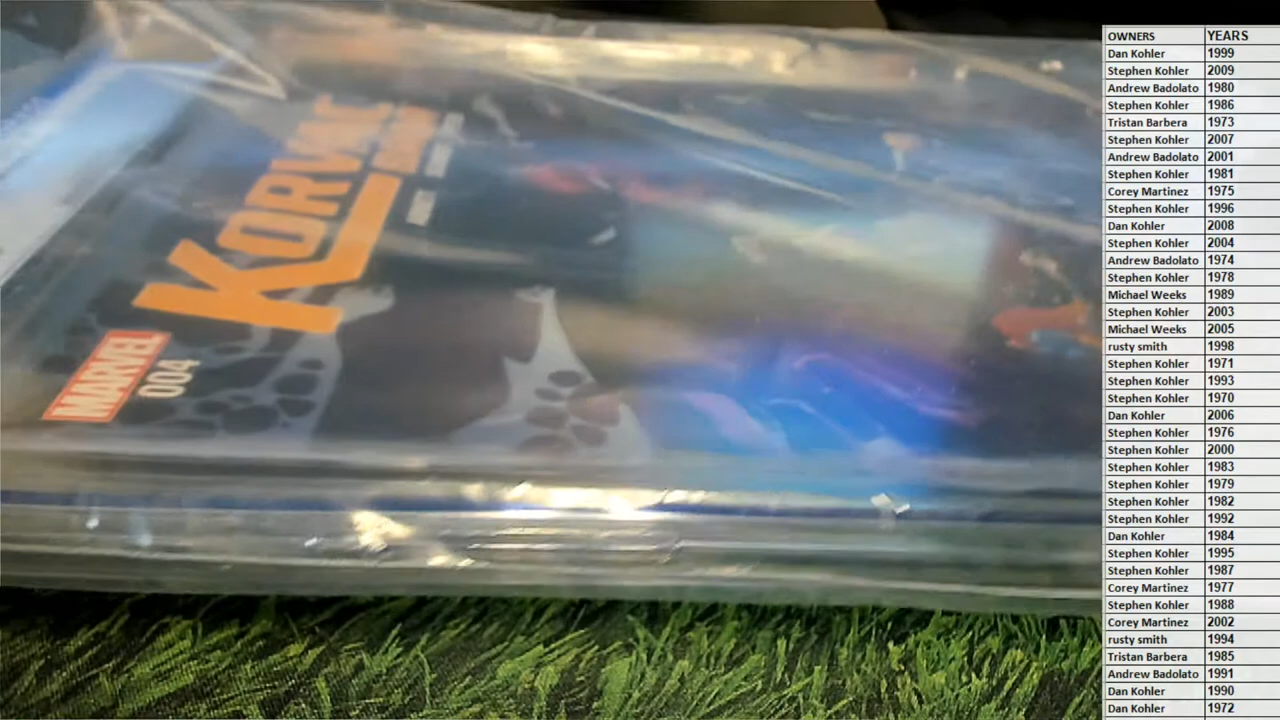 KORVAC
MARVEL
004
OWNERS YEARS
Dan Kohler 1999
Stephen Kohler 2009
Andrew Badolato 1980
Stephen Kohler 1986
Tristan Barbera 1973
Stephen Kohler 2007
Andrew Badolato 2001
Stephen Kohler 1981
Corey Martinez 1975
Stephen Kohler 1996
Dan Kohler 2008
Stephen Kohler 2004
Andrew Badolato 1974
Stephen Kohler 1978
Michael Weeks 1989
Stephen Kohler 2003
Michael Weeks 2005
rusty smith 1998
Stephen Kohler 1971
Stephen Kohler 1993
Stephen Kohler 1970
Dan Kohler 2006
Stephen Kohler 1976
Stephen Kohler 2000
Stephen Kohler 1983
Stephen Kohler 1979
Stephen Kohler 1982
Stephen Kohler 1992
Dan Kohler 1984
Stephen Kohler 1995
Stephen Kohler 1987
Corey Martinez 1977
Stephen Kohler 1988
Corey Martinez 2002
rusty smith 1994
Tristan Barbera 1985
Andrew Badolato 1991
Dan Kohler 1990
Dan Kohler 1972